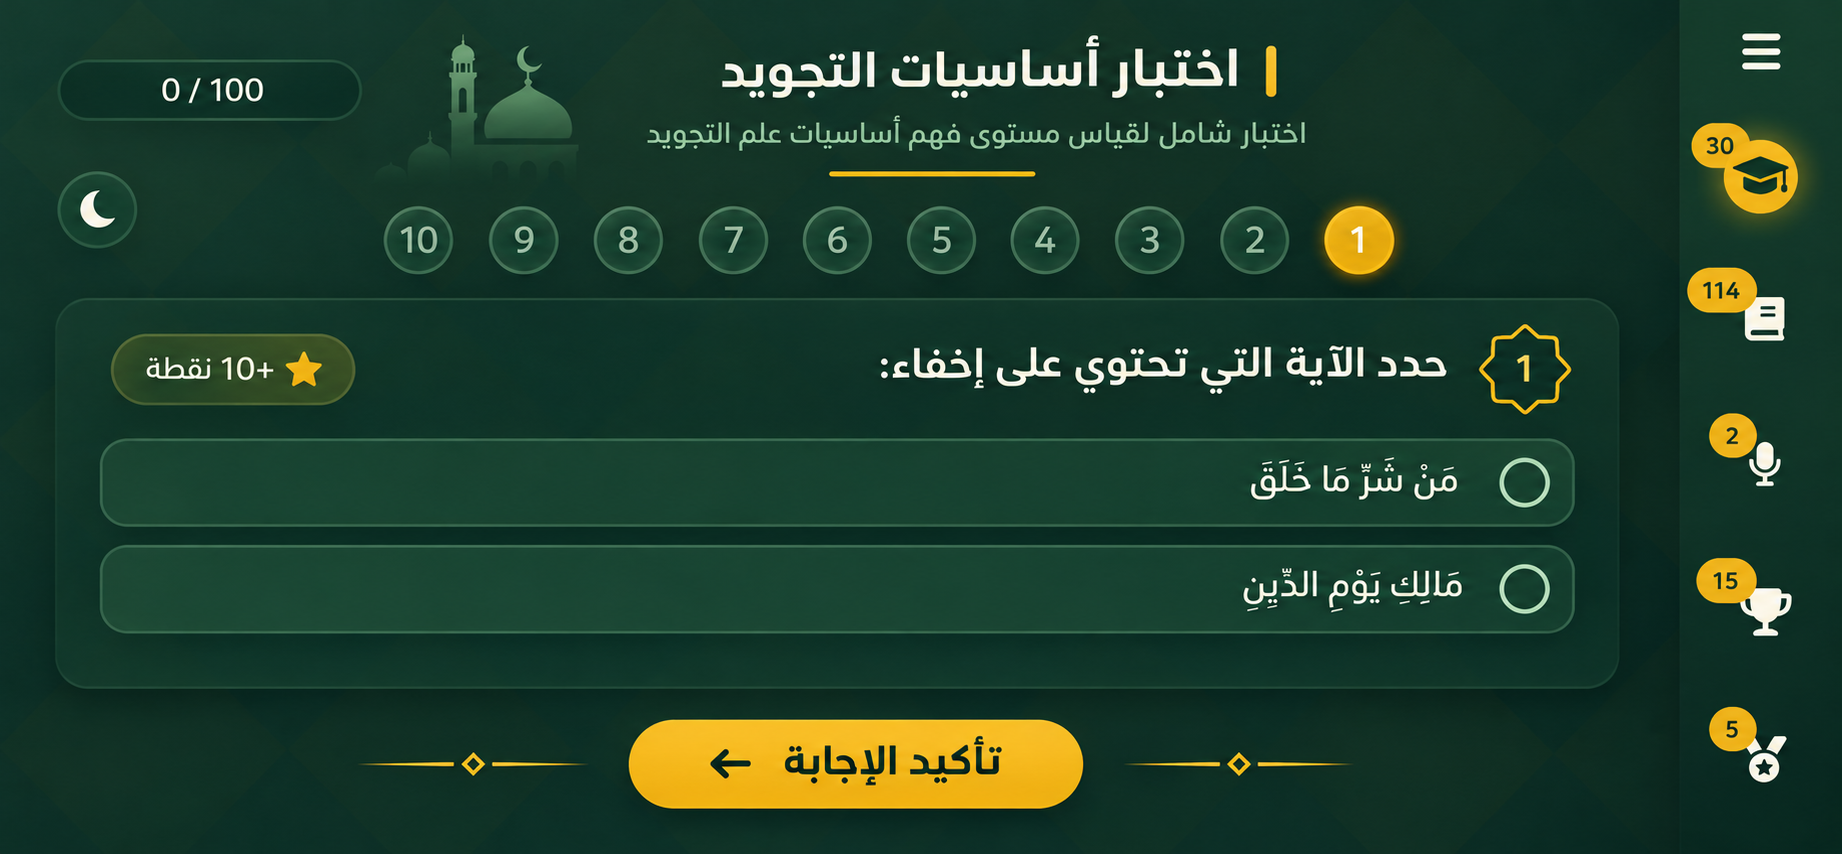 اختبار أساسيات التجويد
اختبار شامل لقياس مستوى فهم أساسيات علم التجويد
0 / 100
1 2 3 4 5 6 7 8 9 10
1
حدد الآية التي تحتوي على إخفاء:
+10 نقطة
مَنْ شَرِّ مَا خَلَقَ
مَالِكِ يَوْمِ الدِّيِنِ
تأكيد الإجابة
30
114
2
15
5